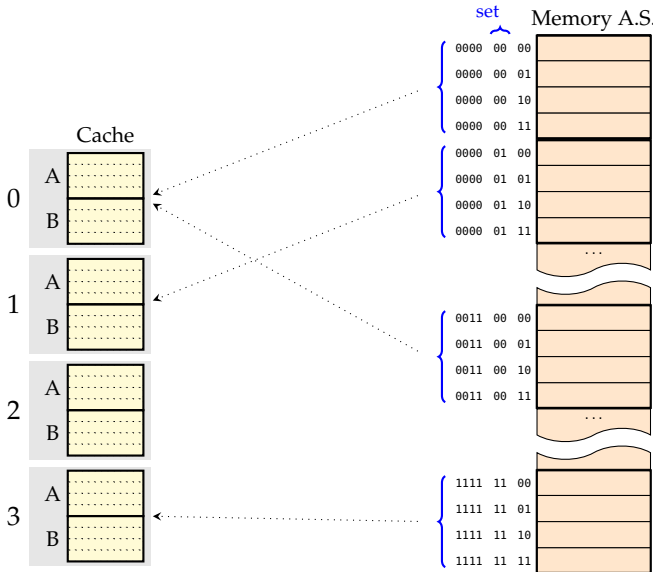 set
Memory A.S.
0000 00 00
0000 00 01
0000 00 10
0000 00 11
0000 01 00
0000 01 01
0000 01 10
0000 01 11
...
0011 00 00
0011 00 01
0011 00 10
0011 00 11
...
1111 11 00
1111 11 01
1111 11 10
1111 11 11
Cache
0
A
B
1
A
B
2
A
B
3
A
B